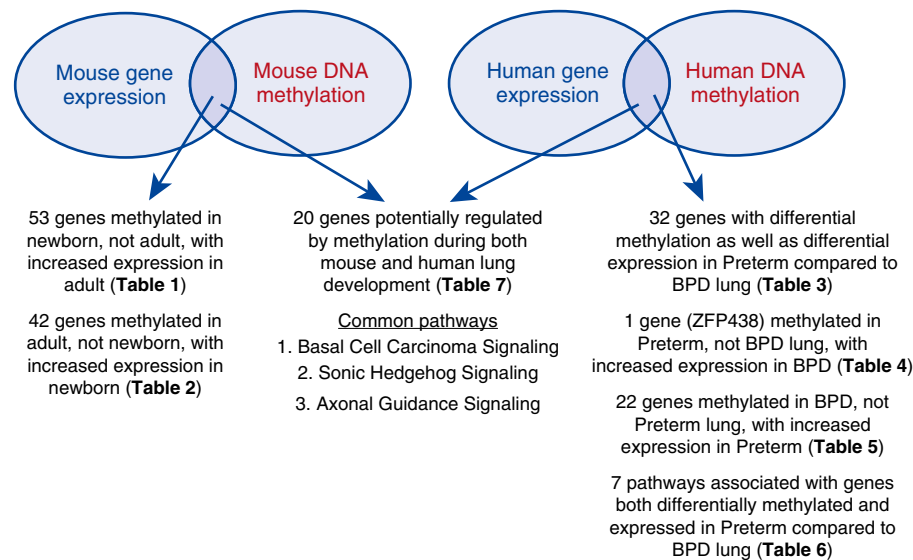 Mouse gene
expression
Mouse DNA
methylation
Human gene
expression
Human DNA
methylation
53 genes methylated in
newborn, not adult, with
increased expression in
adult (Table 1)
42 genes methylated in
adult, not newborn, with
increased expression in
newborn (Table 2)
20 genes potentially regulated
by methylation during both
mouse and human lung
development (Table 7)
Common pathways
1. Basal Cell Carcinoma Signaling
2. Sonic Hedgehog Signaling
3. Axonal Guidance Signaling
32 genes with differential
methylation as well as differential
expression in Preterm compared to
BPD lung (Table 3)
1 gene (ZFP438) methylated in
Preterm, not BPD lung, with
increased expression in BPD (Table 4)
22 genes methylated in BPD, not
Preterm lung, with increased
expression in Preterm (Table 5)
7 pathways associated with genes
both differentially methylated and
expressed in Preterm compared to
BPD lung (Table 6)